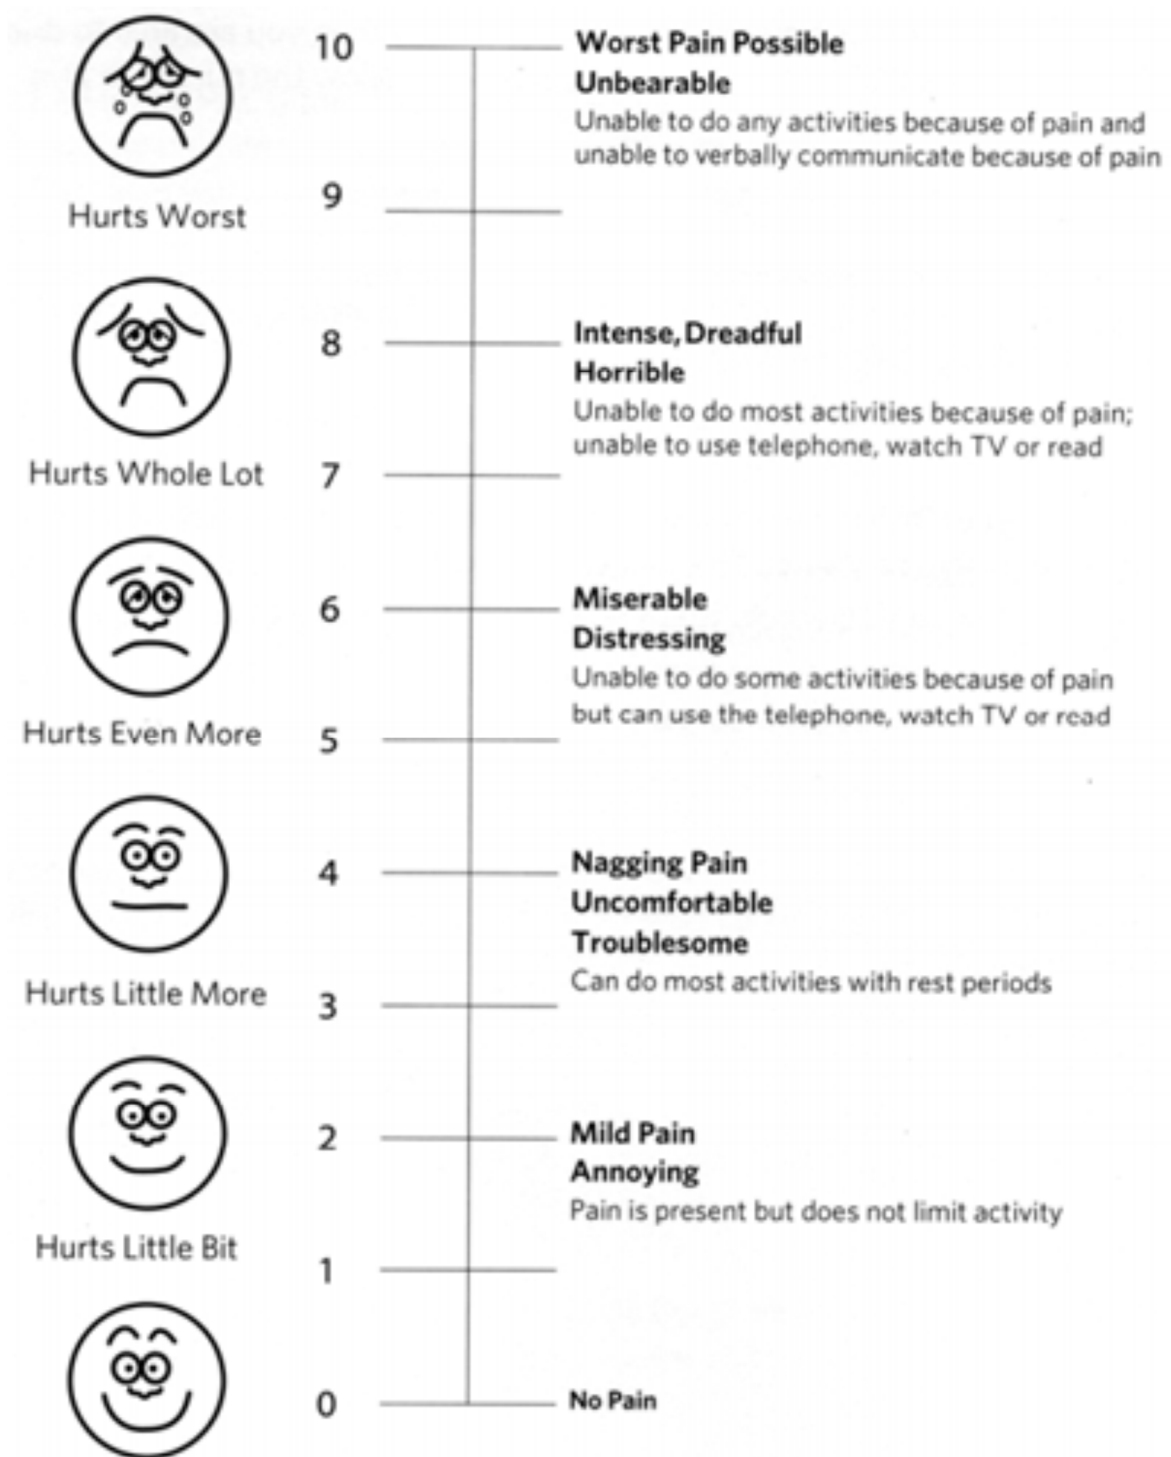 10
Worst Pain Possible
Unbearable
Unable to do any activities because of pain and
unable to verbally communicate because of pain
Hurts Worst
9
8
Intense, Dreadful
Horrible
Unable to do most activities because of pain;
unable to use telephone, watch TV or read
Hurts Whole Lot
7
6
Miserable
Distressing
Unable to do some activities because of pain
but can use the telephone, watch TV or read
Hurts Even More
5
4
Nagging Pain
Uncomfortable
Troublesome
Can do most activities with rest periods
Hurts Little More
3
2
Mild Pain
Annoying
Pain is present but does not limit activity
Hurts Little Bit
1
0
No Pain